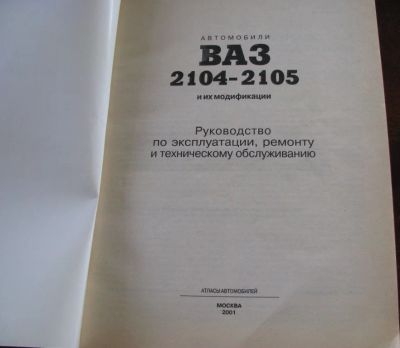 АВТОМОБИЛИ
ВАЗ
2104-2105
и их модификации
Руководство
по эксплуатации, ремонту
и техническому обслуживанию
АТЛАСЫ АВТОМОБИЛЕЙ
МОСКВА
2001